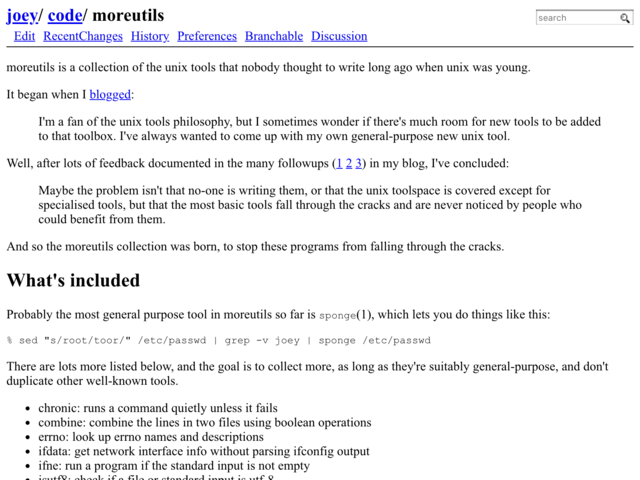 joey/ code/ moreutils
search
Edit RecentChanges History Preferences Branchable Discussion
moreutils is a collection of the unix tools that nobody thought to write long ago when unix was young.
It began when I blogged:
I'm a fan of the unix tools philosophy, but I sometimes wonder if there's much room for new tools to be added
to that toolbox. I've always wanted to come up with my own general-purpose new unix tool.
Well, after lots of feedback documented in the many followups (1 2 3) in my blog, I've concluded:
Maybe the problem isn't that no-one is writing them, or that the unix toolspace is covered except for
specialised tools, but that the most basic tools fall through the cracks and are never noticed by people who
could benefit from them.
And so the moreutils collection was born, to stop these programs from falling through the cracks.
What's included
Probably the most general purpose tool in moreutils so far is sponge(1), which lets you do things like this:
% sed "s/root/toor/" /etc/passwd | grep -v joey | sponge /etc/passwd
There are lots more listed below, and the goal is to collect more, as long as they're suitably general-purpose, and don't
duplicate other well-known tools.
• chronic: runs a command quietly unless it fails
• combine: combine the lines in two files using boolean operations
• errno: look up errno names and descriptions
• ifdata: get network interface info without parsing ifconfig output
• ifne: run a program if the standard input is not empty
• isutf8: check if a file or standard input is utf-8